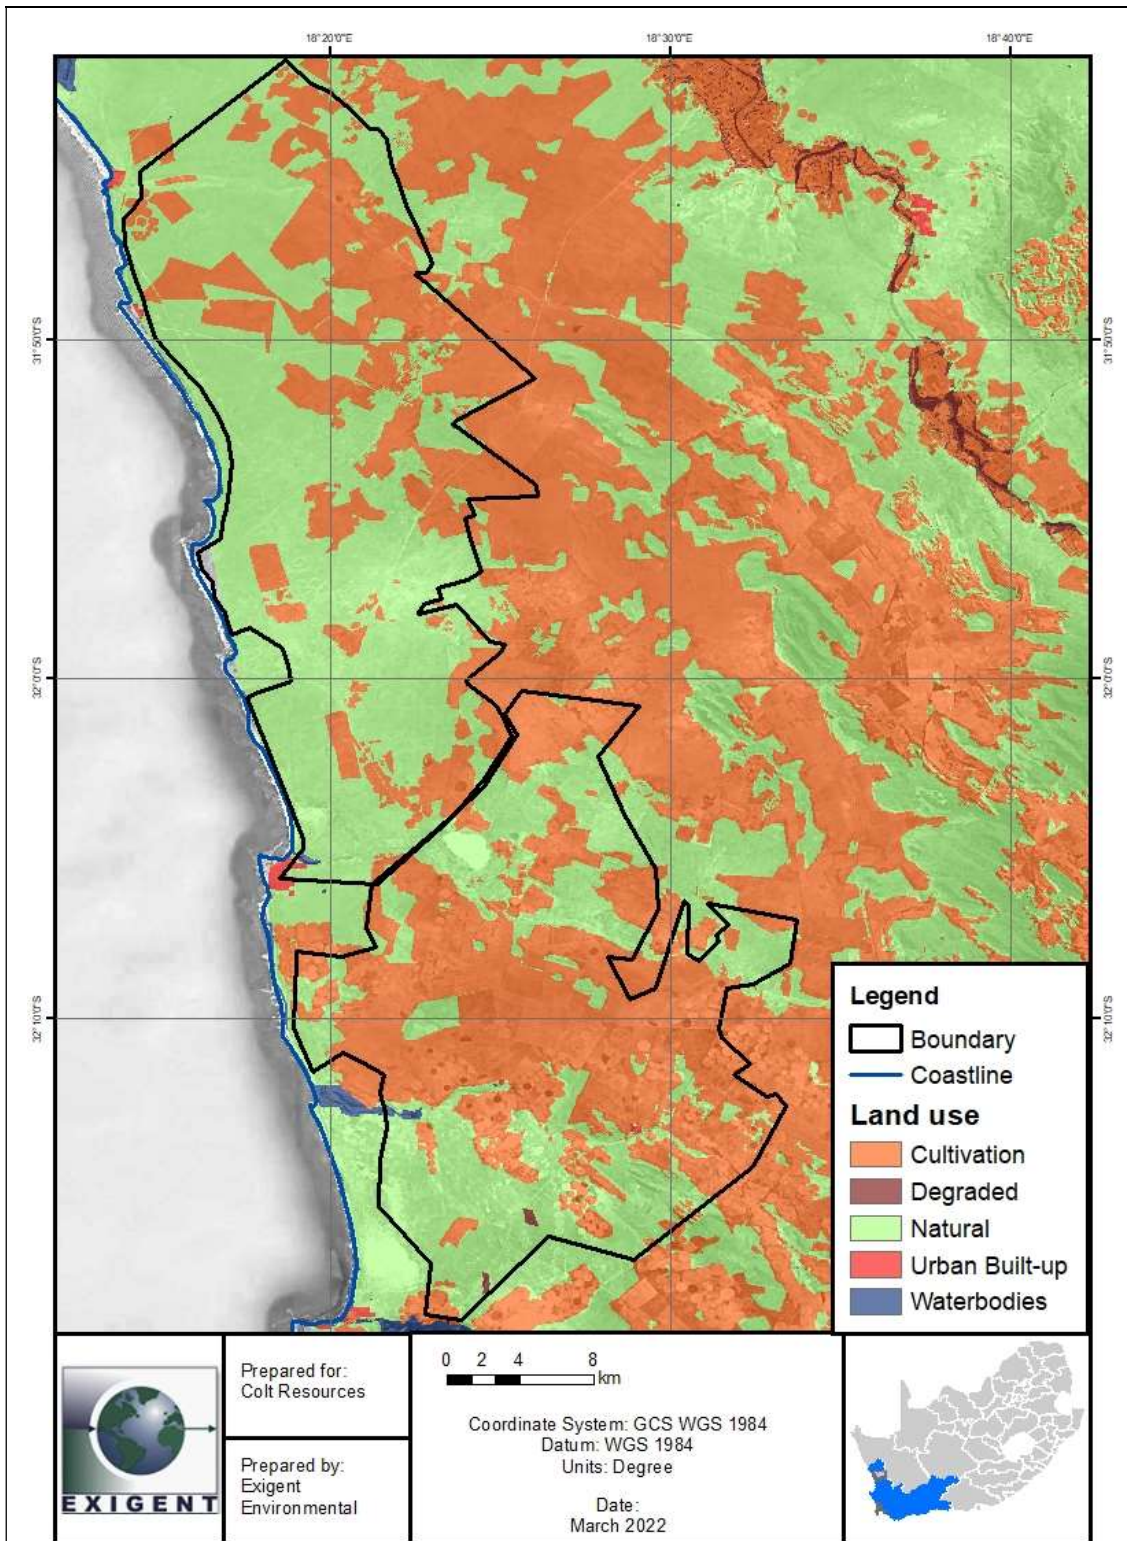 18°20'0"E
18°30'0"E
18°40'0"E
31°50'0"S
31°50'0"S
32°0'0"S
32°0'0"S
32°10'0"S
32°10'0"S
Legend
Boundary
Coastline
Land use
Cultivation
Degraded
Natural
Urban Built-up
Waterbodies
EXIGENT
Prepared for:
Colt Resources
Prepared by:
Exigent
Environmental
0 2 4 8
km
Coordinate System: GCS WGS 1984
Datum: WGS 1984
Units: Degree
Date:
March 2022